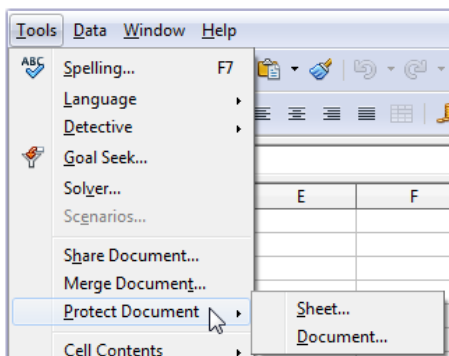 Tools Data Window Help
ABC
Spelling... F7
Language
Detective
Goal Seek...
Solver...
Scenarios...
E F
Share Document...
Merge Document...
Protect Document
Sheet...
Document...
Cell Contents